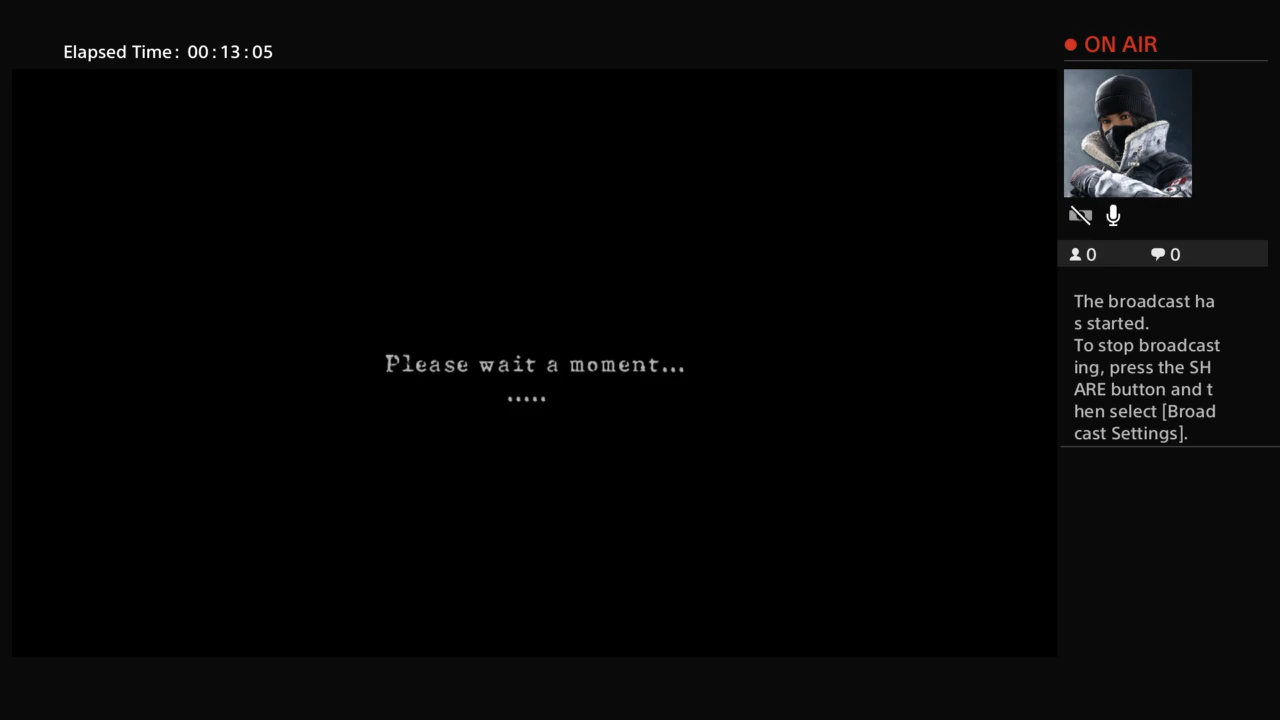 Elapsed Time: 00:13:05
ON AIR
0 0
The broadcast ha
s started.
To stop broadcast
ing, press the SH
ARE button and t
hen select [Broad
cast Settings].
Please wait a moment...
.....